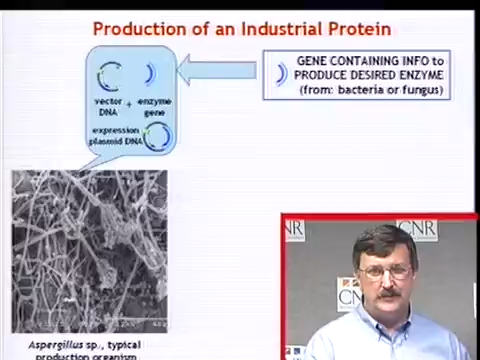 Production of an Industrial Protein
GENE CONTAINING INFO to
PRODUCE DESIRED ENZYME
(from: bacteria or fungus)
vector
DNA
+
enzyme
gene
expression
plasmid DNA
CNR
CNR
CNR
Aspergillus sp., typical
production organism